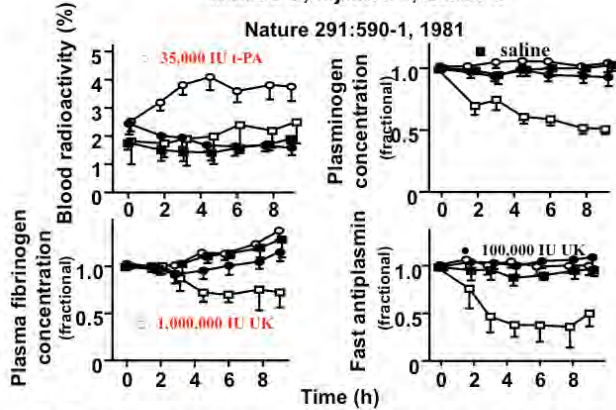 Nature 291:590-1, 1981
35,000 IU t-PA
Blood radioactivity (%)
5
4
3
2
1
0
0 2 4 6 8
saline
Plasminogen
concentration
(fractional)
1.0
0.5
0
0 2 4 6 8
Plasma fibrinogen
concentration
(fractional)
1.0
0.5
0
1,000,000 IU UK
0 2 4 6 8
100,000 IU UK
Fast antiplasmin
(fractional)
1.0
0.5
0
0 2 4 6 8
Time (h)